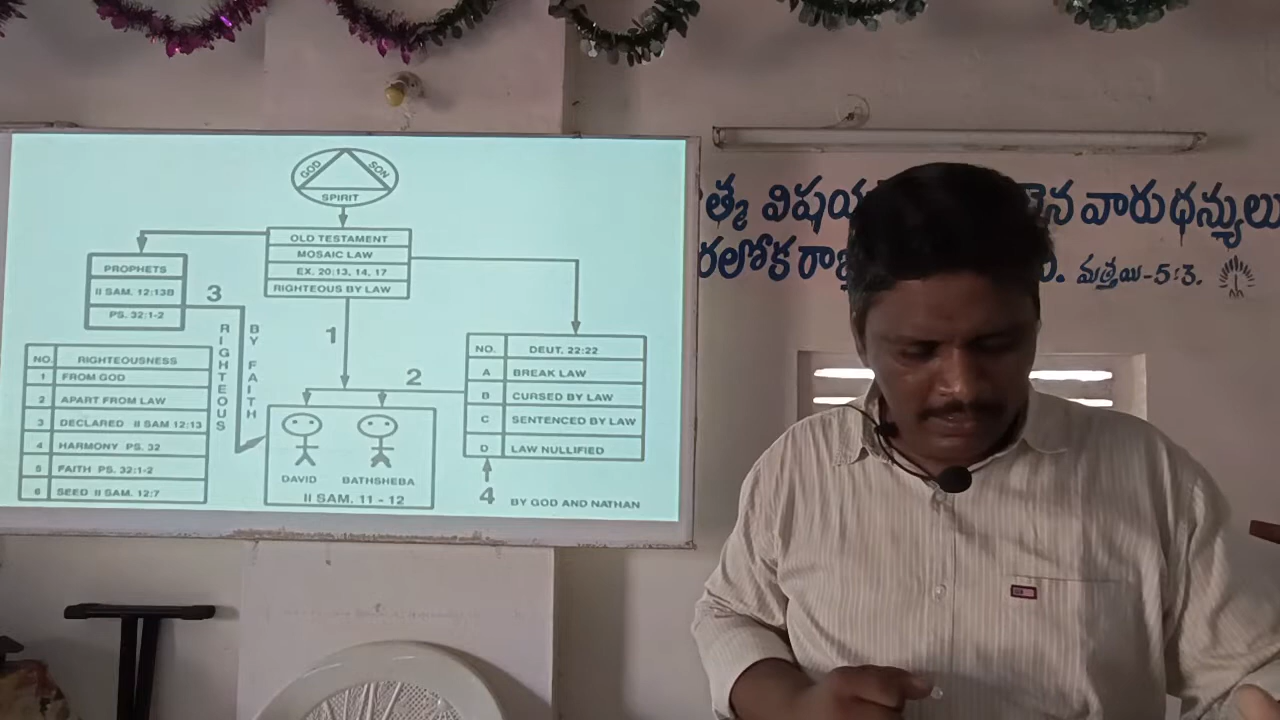 GOD
SON
SPIRIT
OLD TESTAMENT
MOSAIC LAW
EX. 20:13, 14, 17
RIGHTEOUS BY LAW
PROPHETS
II SAM. 12:13B
PS. 32:1-2
3
RIGHTEOUS
BY FAITH
1
2
NO. RIGHTEOUSNESS
1 FROM GOD
2 APART FROM LAW
3 DECLARED II SAM 12:13
4 HARMONY PS. 32
5 FAITH PS. 32:1-2
6 SEED II SAM. 12:7
NO. DEUT. 22:22
A BREAK LAW
B CURSED BY LAW
C SENTENCED BY LAW
D LAW NULLIFIED
DAVID BATHSHEBA
II SAM. 11 - 12
4 BY GOD AND NATHAN
వారు ధన్యులు
మత్తయి-5:3.